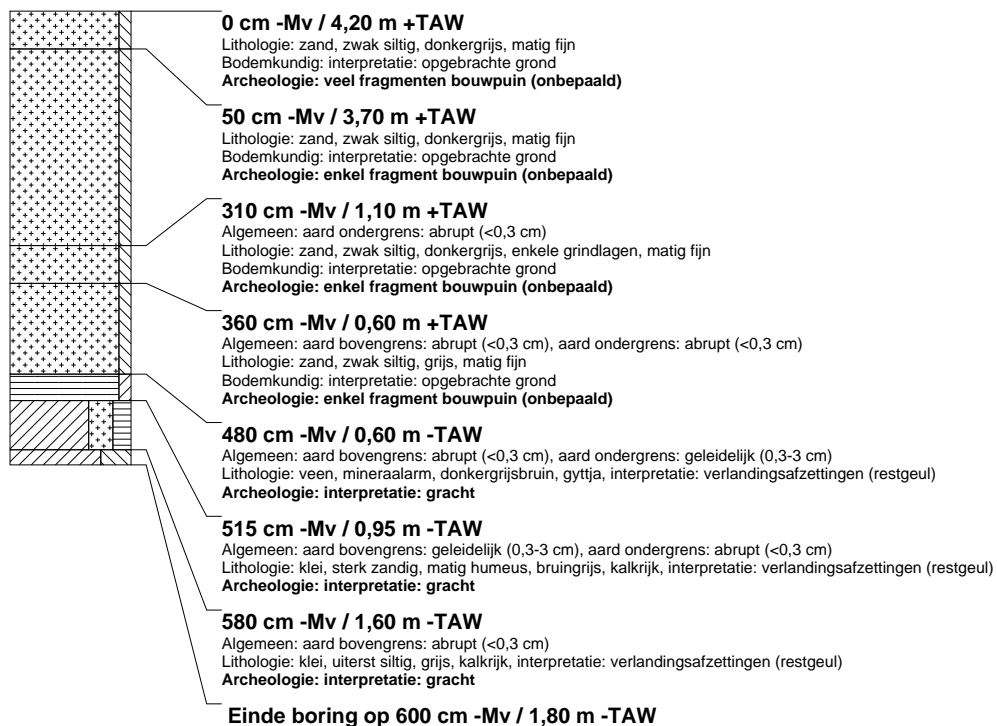 0 cm -Mv / 4,20 m +TAW
Lithologie: zand, zwak siltig, donkergrijs, matig fijn
Bodemkundig: interpretatie: opgebrachte grond
Archeologie: veel fragmenten bouwpuin (onbepaald)
50 cm -Mv / 3,70 m +TAW
Lithologie: zand, zwak siltig, donkergrijs, matig fijn
Bodemkundig: interpretatie: opgebrachte grond
Archeologie: enkel fragment bouwpuin (onbepaald)
310 cm -Mv / 1,10 m +TAW
Algemeen: aard ondergrens: abrupt (<0,3 cm)
Lithologie: zand, zwak siltig, donkergrijs, enkele grindlagen, matig fijn
Bodemkundig: interpretatie: opgebrachte grond
Archeologie: enkel fragment bouwpuin (onbepaald)
360 cm -Mv / 0,60 m +TAW
Algemeen: aard bovengrens: abrupt (<0,3 cm), aard ondergrens: abrupt (<0,3 cm)
Lithologie: zand, zwak siltig, grijs, matig fijn
Bodemkundig: interpretatie: opgebrachte grond
Archeologie: enkel fragment bouwpuin (onbepaald)
480 cm -Mv / 0,60 m -TAW
Algemeen: aard bovengrens: abrupt (<0,3 cm), aard ondergrens: geleidelijk (0,3-3 cm)
Lithologie: veen, mineraalarm, donkergrijsbruin, gyttja, interpretatie: verlandingsafzettingen (restgeul)
Archeologie: interpretatie: gracht
515 cm -Mv / 0,95 m -TAW
Algemeen: aard bovengrens: geleidelijk (0,3-3 cm), aard ondergrens: abrupt (<0,3 cm)
Lithologie: klei, sterk zandig, matig humeus, bruingrijs, kalkrijk, interpretatie: verlandingsafzettingen (restgeul)
Archeologie: interpretatie: gracht
580 cm -Mv / 1,60 m -TAW
Algemeen: aard bovengrens: abrupt (<0,3 cm)
Lithologie: klei, uiterst siltig, grijs, kalkrijk, interpretatie: verlandingsafzettingen (restgeul)
Archeologie: interpretatie: gracht
Einde boring op 600 cm -Mv / 1,80 m -TAW